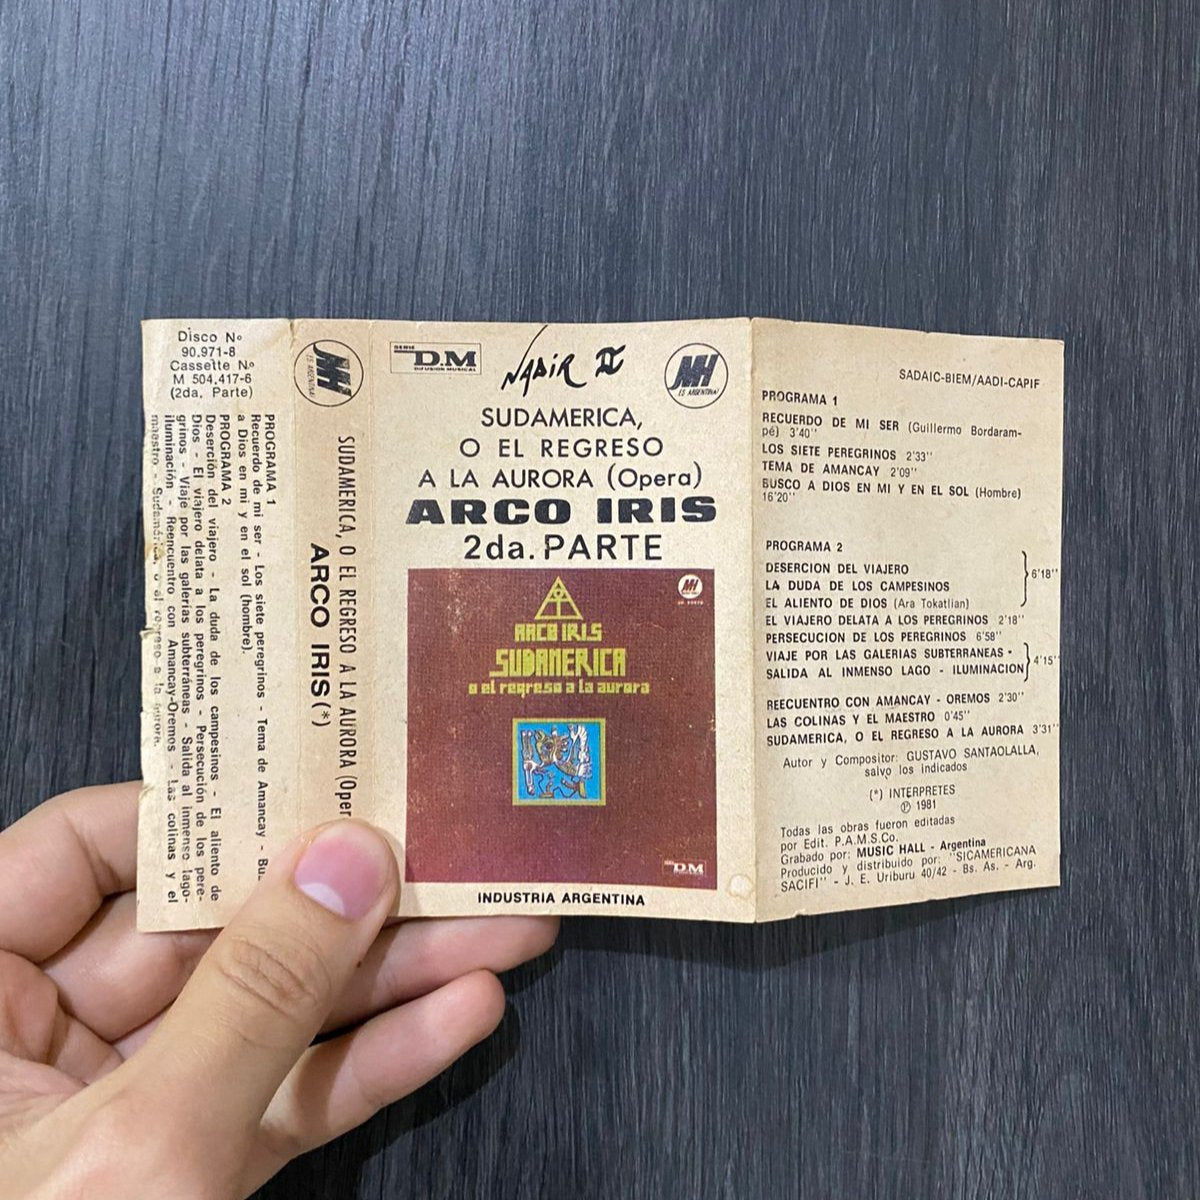 Disco Nº
90.971-8
Cassette Nº
M 504.417-6
(2da. Parte)
PROGRAMA 1
Recuerdo de mi ser - Los siete peregrinos - Tema de Amancay - Bus
a Dios en mi y en el sol (hombre).
PROGRAMA 2
Deserción del viajero - La duda de los campesinos - El aliento de
Dios - El viajero delata a los peregrinos - Persecución de los pere-
grinos - Viaje por las galerías subterráneas - Salida al inmenso lago-
iluminación - Reencuentro con Amancay-Oremos - Las colinas y el
maestro - Sudamérica, o el regreso a la aurora.
MH
ES ARGENTINA!
SUDAMERICA, O EL REGRESO A LA AURORA (Oper
ARCO IRIS (*)
SERIE
D.M
DIFUSION MUSICAL
NADIR II
MH
ES ARGENTINA!
SUDAMERICA,
O EL REGRESO
A LA AURORA (Opera)
ARCO IRIS
2da. PARTE
MH
ARCO IRIS
SUDAMERICA
o el regreso a la aurora
D.M
INDUSTRIA ARGENTINA
SADAIC-BIEM/AADI-CAPIF
PROGRAMA 1
RECUERDO DE MI SER (Guillermo Bordaram-
pé) 3'40''
LOS SIETE PEREGRINOS 2'33''
TEMA DE AMANCAY 2'09''
BUSCO A DIOS EN MI Y EN EL SOL (Hombre)
16'20''
PROGRAMA 2
DESERCION DEL VIAJERO
LA DUDA DE LOS CAMPESINOS 6'18''
EL ALIENTO DE DIOS (Ara Tokatlian)
EL VIAJERO DELATA A LOS PEREGRINOS 2'18''
PERSECUCION DE LOS PEREGRINOS 6'58''
VIAJE POR LAS GALERIAS SUBTERRANEAS -
SALIDA AL INMENSO LAGO - ILUMINACION 4'15''
REECUENTRO CON AMANCAY - OREMOS 2'30''
LAS COLINAS Y EL MAESTRO 0'45''
SUDAMERICA, O EL REGRESO A LA AURORA 3'31''
Autor y Compositor: GUSTAVO SANTAOLALLA,
salvo los indicados
(*) INTERPRETES
℗ 1981
Todas las obras fueron editadas
por Edit. P.A.M.S.Co.
Grabado por: MUSIC HALL - Argentina
Producido y distribuido por: "SICAMERICANA
SACIFI" - J. E. Uriburu 40/42 - Bs. As. - Arg.